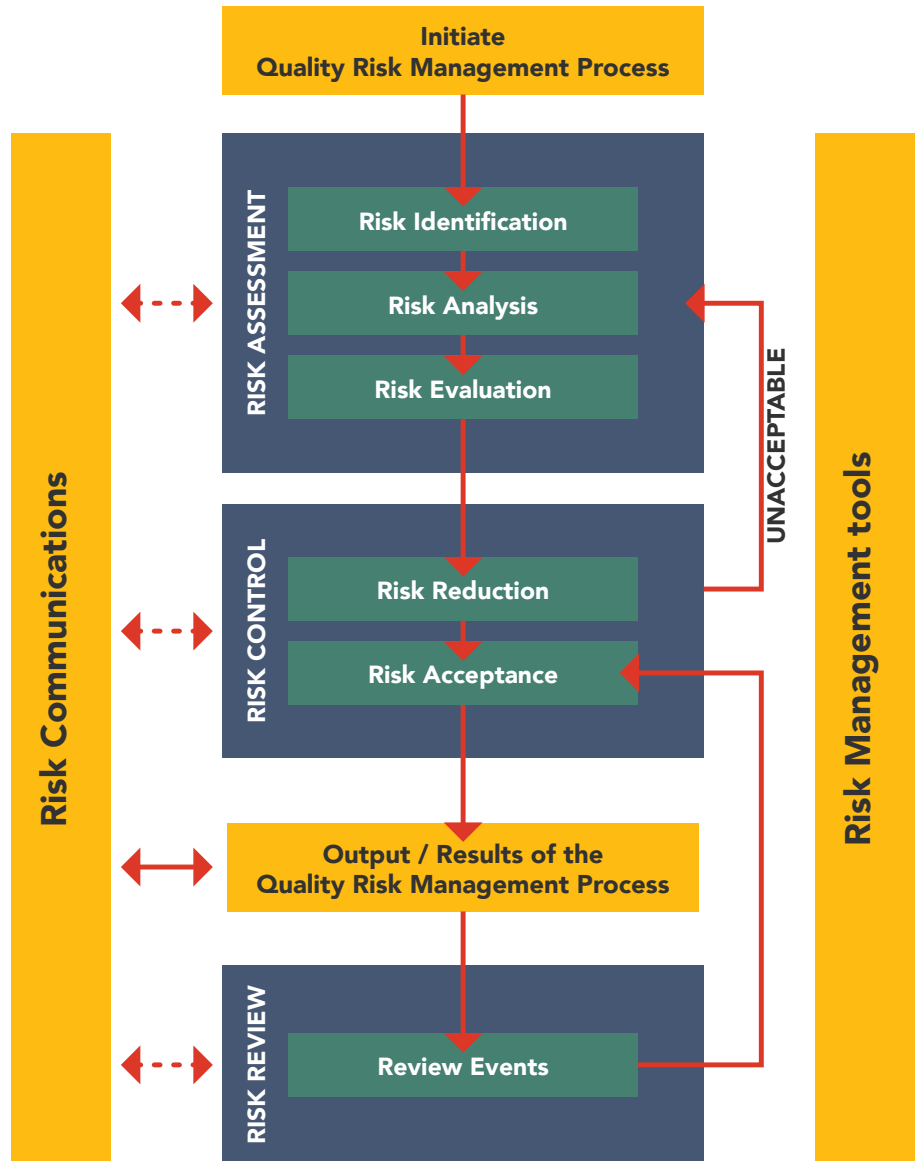 Initiate
Quality Risk Management Process
Risk Communications
RISK ASSESSMENT
Risk Identification
Risk Analysis
Risk Evaluation
UNACCEPTABLE
Risk Management tools
RISK CONTROL
Risk Reduction
Risk Acceptance
Output / Results of the
Quality Risk Management Process
RISK REVIEW
Review Events